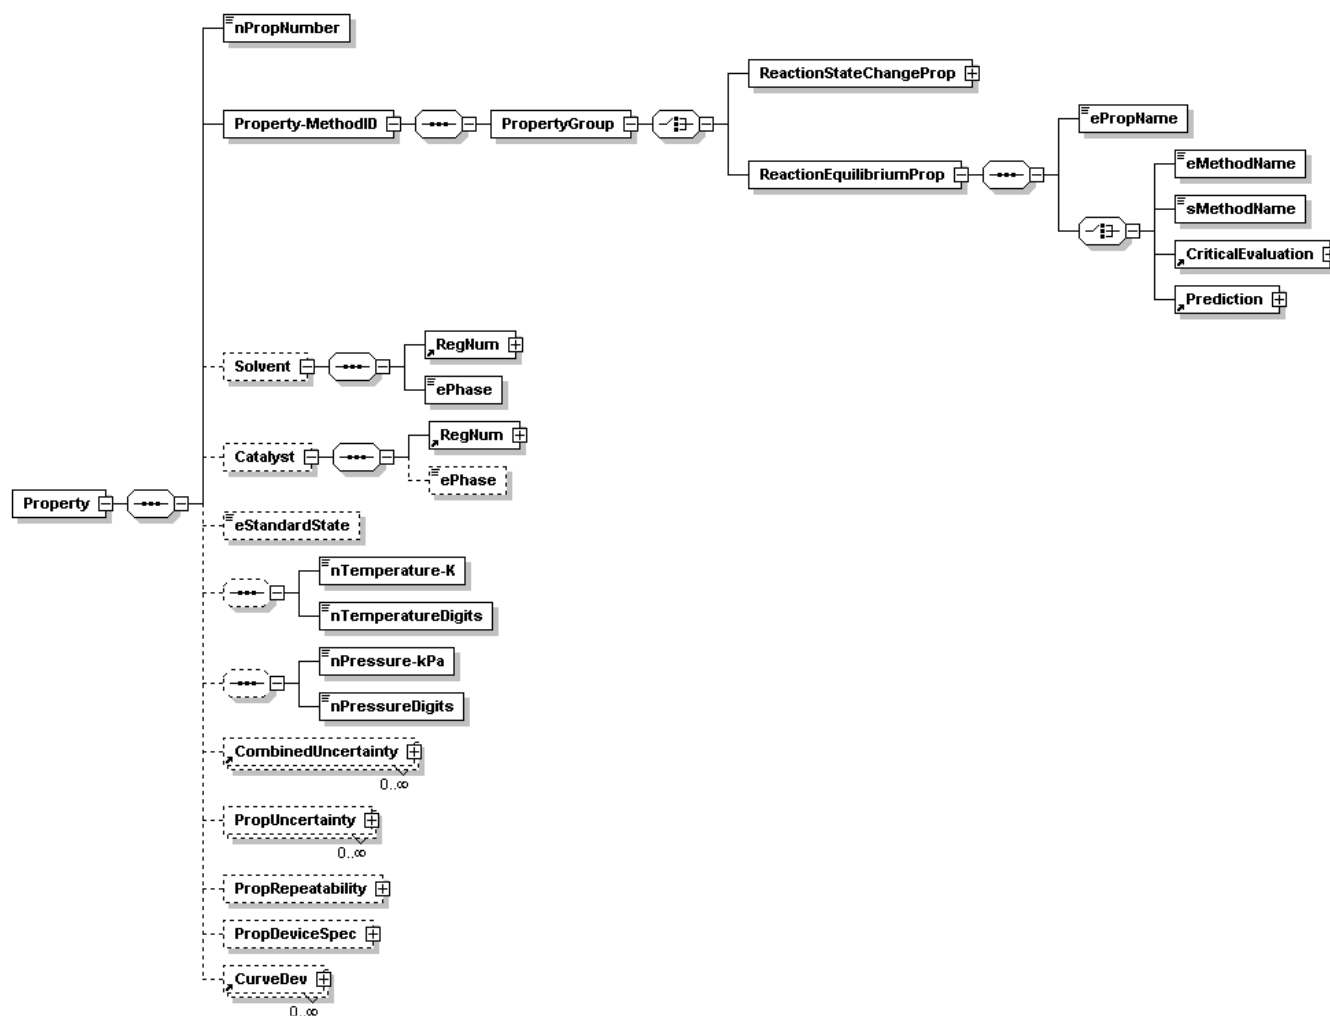 nPropNumber
Property-MethodID
PropertyGroup
ReactionStateChangeProp
ReactionEquilibriumProp
ePropName
eMethodName
sMethodName
CriticalEvaluation
Prediction
Solvent
RegNum
ePhase
Catalyst
RegNum
ePhase
Property
eStandardState
nTemperature-K
nTemperatureDigits
nPressure-kPa
nPressureDigits
CombinedUncertainty
0..∞
PropUncertainty
0..∞
PropRepeatability
PropDeviceSpec
CurveDev
0..∞